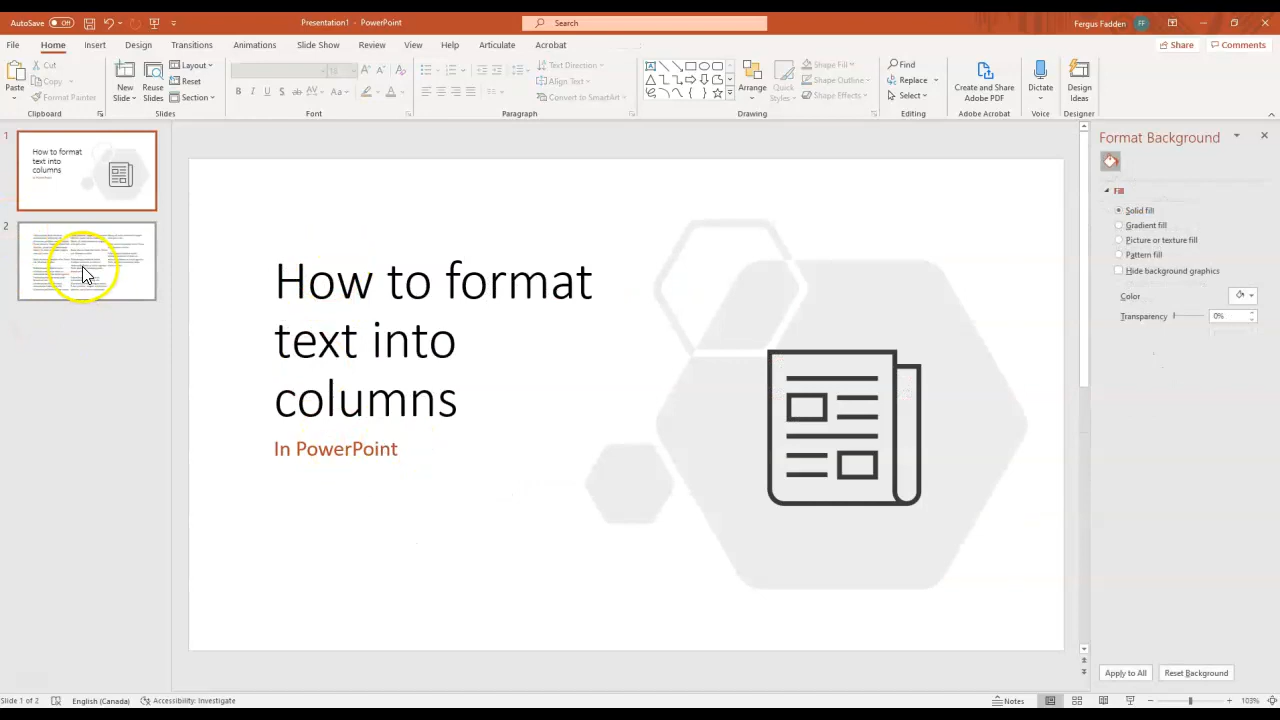 AutoSave Off
Presentation1 - PowerPoint
Search
Fergus Fadden FF
File Home Insert Design Transitions Animations Slide Show Review View Help Articulate Acrobat
Share Comments
Paste
Cut
Copy
Format Painter
Clipboard
New Slide
Reuse Slides
Layout
Reset
Section
Slides
Font
Text Direction
Align Text
Convert to SmartArt
Paragraph
Arrange
Quick Styles
Shape Fill
Shape Outline
Shape Effects
Drawing
Find
Replace
Select
Editing
Create and Share Adobe PDF
Adobe Acrobat
Dictate
Voice
Design Ideas
Designer
1
How to format
text into
columns
2
How to format
text into
columns
In PowerPoint
Format Background
Fill
Solid fill
Gradient fill
Picture or texture fill
Pattern fill
Hide background graphics
Color
Transparency 0%
Apply to All Reset Background
Slide 1 of 2 English (Canada) Accessibility: Investigate Notes 103%